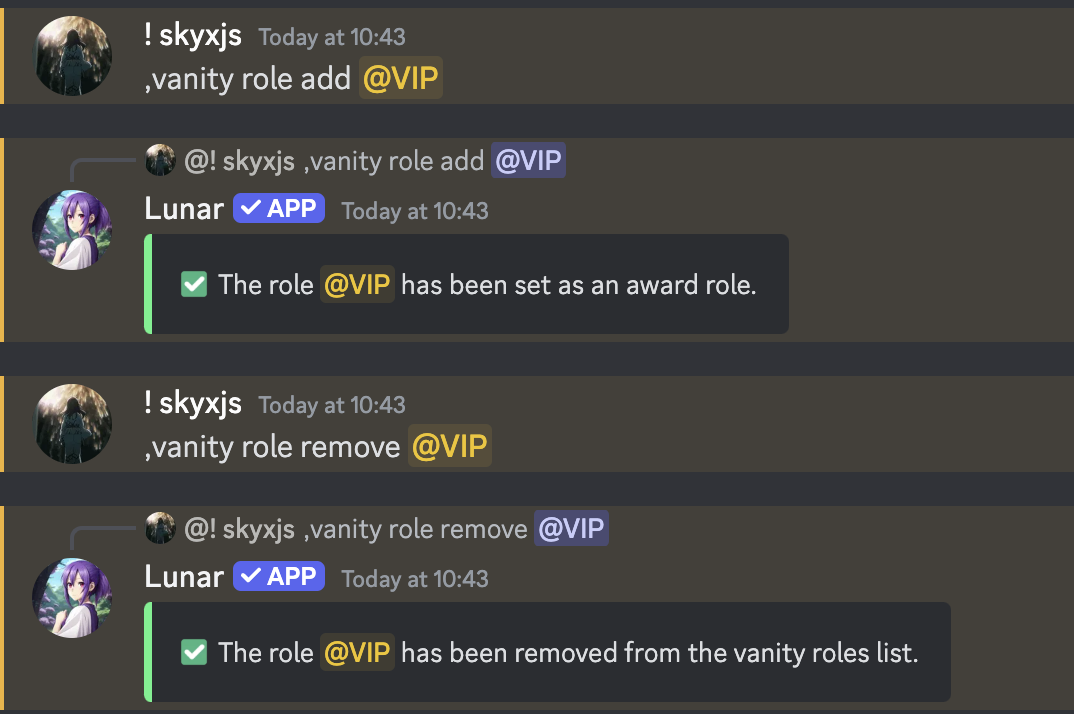 ! skyxjs Today at 10:43
,vanity role add @VIP
@! skyxjs ,vanity role add @VIP
Lunar ✓ APP Today at 10:43
✅ The role @VIP has been set as an award role.
! skyxjs Today at 10:43
,vanity role remove @VIP
@! skyxjs ,vanity role remove @VIP
Lunar ✓ APP Today at 10:43
✅ The role @VIP has been removed from the vanity roles list.